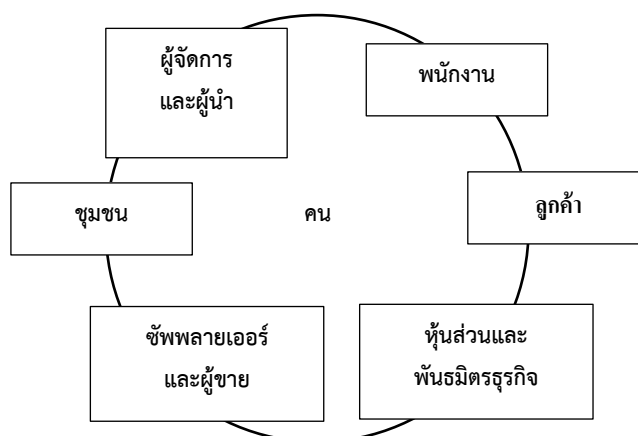 ผู้จัดการ
และผู้นำ
พนักงาน
ชุมชน
คน
ลูกค้า
ซัพพลายเออร์
และผู้ขาย
หุ้นส่วนและ
พันธมิตรธุรกิจ